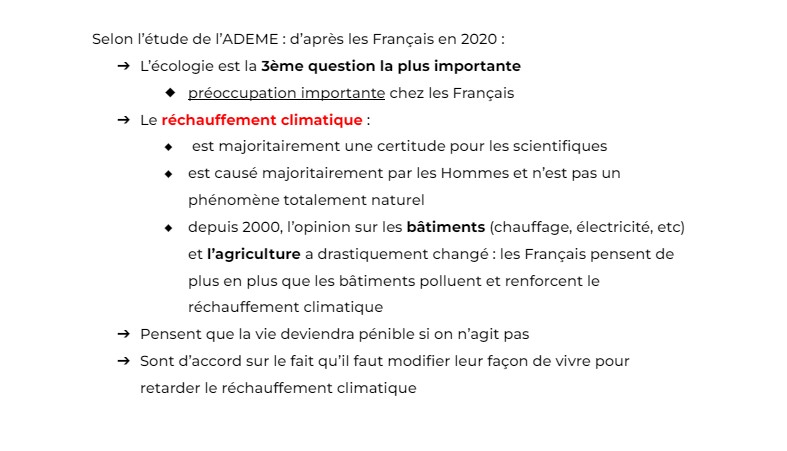 Selon l'étude de l'ADEME : d'après les Français en 2020 :
➔ L'écologie est la 3ème question la plus importante
◆ préoccupation importante chez les Français
➔ Le réchauffement climatique :
◆ est majoritairement une certitude pour les scientifiques
◆ est causé majoritairement par les Hommes et n'est pas un
phénomène totalement naturel
◆ depuis 2000, l'opinion sur les bâtiments (chauffage, électricité, etc)
et l'agriculture a drastiquement changé : les Français pensent de
plus en plus que les bâtiments polluent et renforcent le
réchauffement climatique
➔ Pensent que la vie deviendra pénible si on n'agit pas
➔ Sont d'accord sur le fait qu'il faut modifier leur façon de vivre pour
retarder le réchauffement climatique